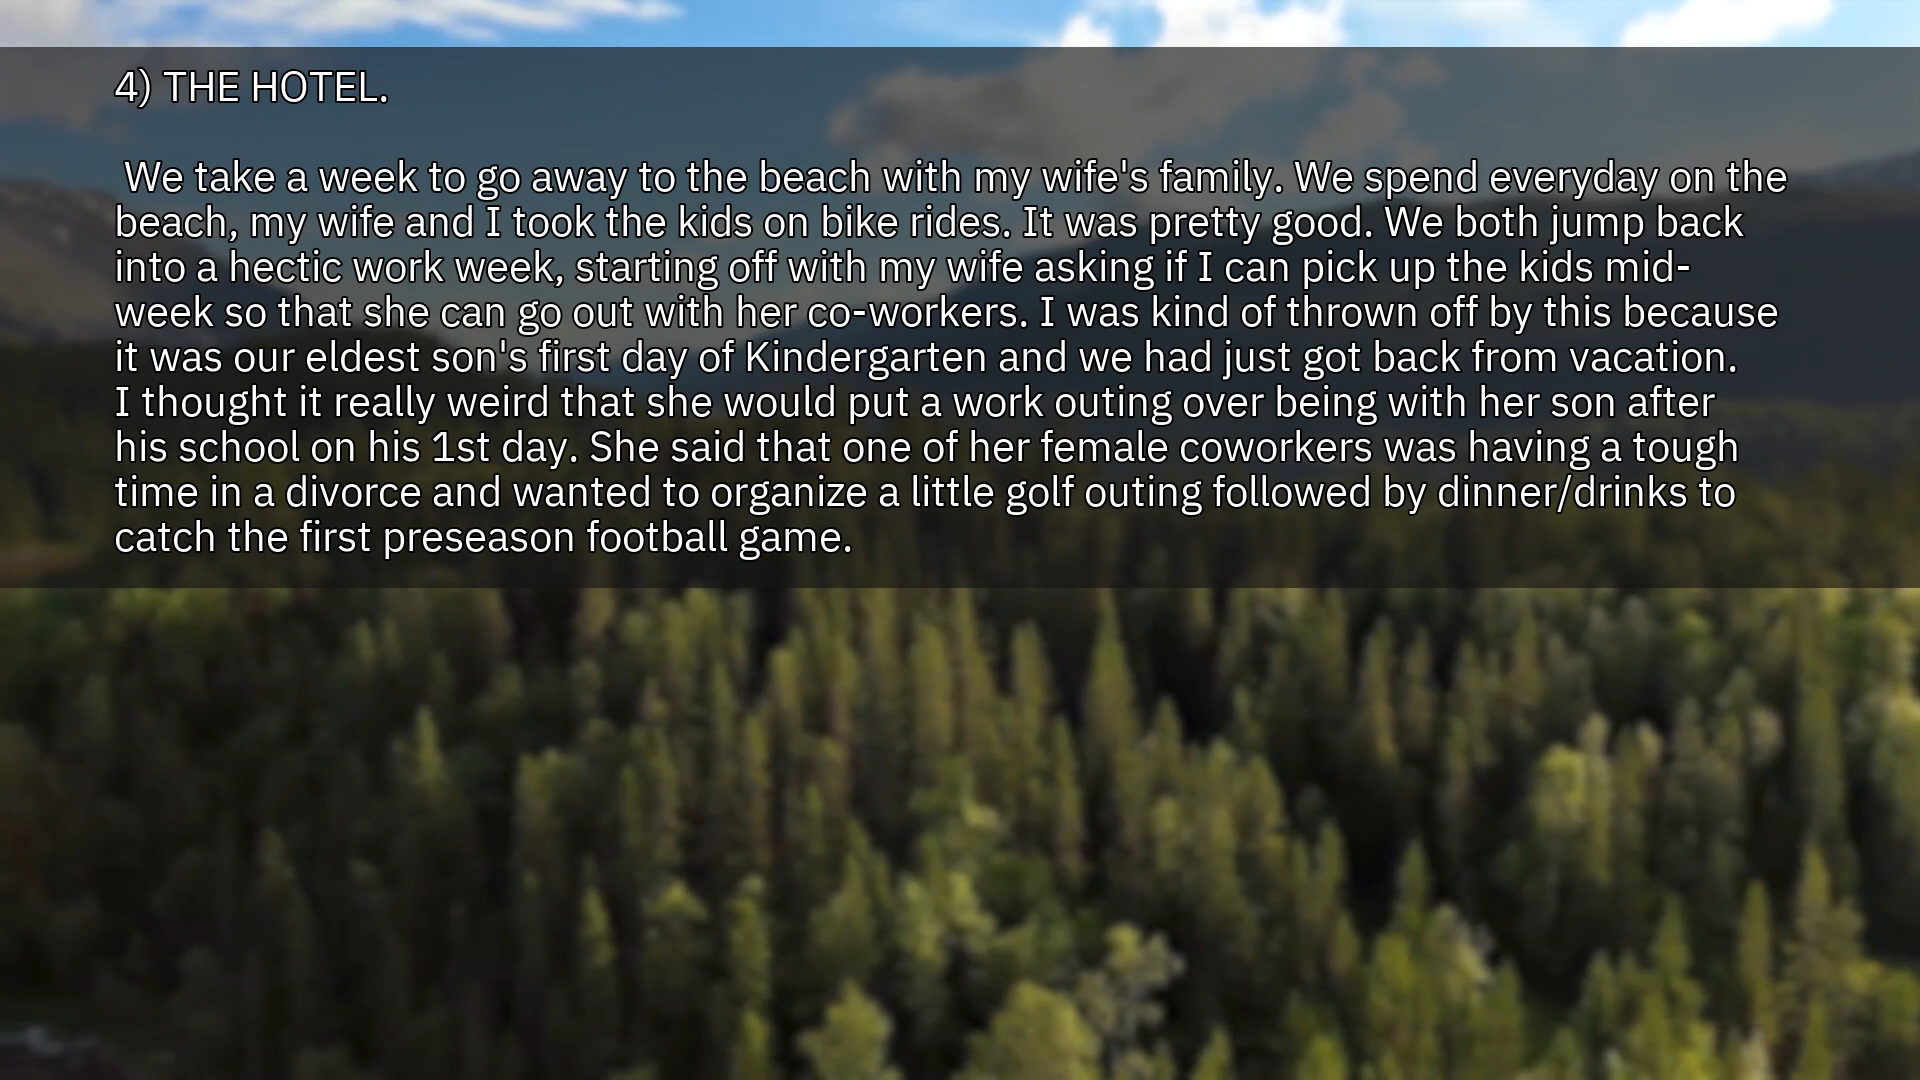 4) THE HOTEL.
We take a week to go away to the beach with my wife's family. We spend everyday on the
beach, my wife and I took the kids on bike rides. It was pretty good. We both jump back
into a hectic work week, starting off with my wife asking if I can pick up the kids mid-
week so that she can go out with her co-workers. I was kind of thrown off by this because
it was our eldest son's first day of Kindergarten and we had just got back from vacation.
I thought it really weird that she would put a work outing over being with her son after
his school on his 1st day. She said that one of her female coworkers was having a tough
time in a divorce and wanted to organize a little golf outing followed by dinner/drinks to
catch the first preseason football game.